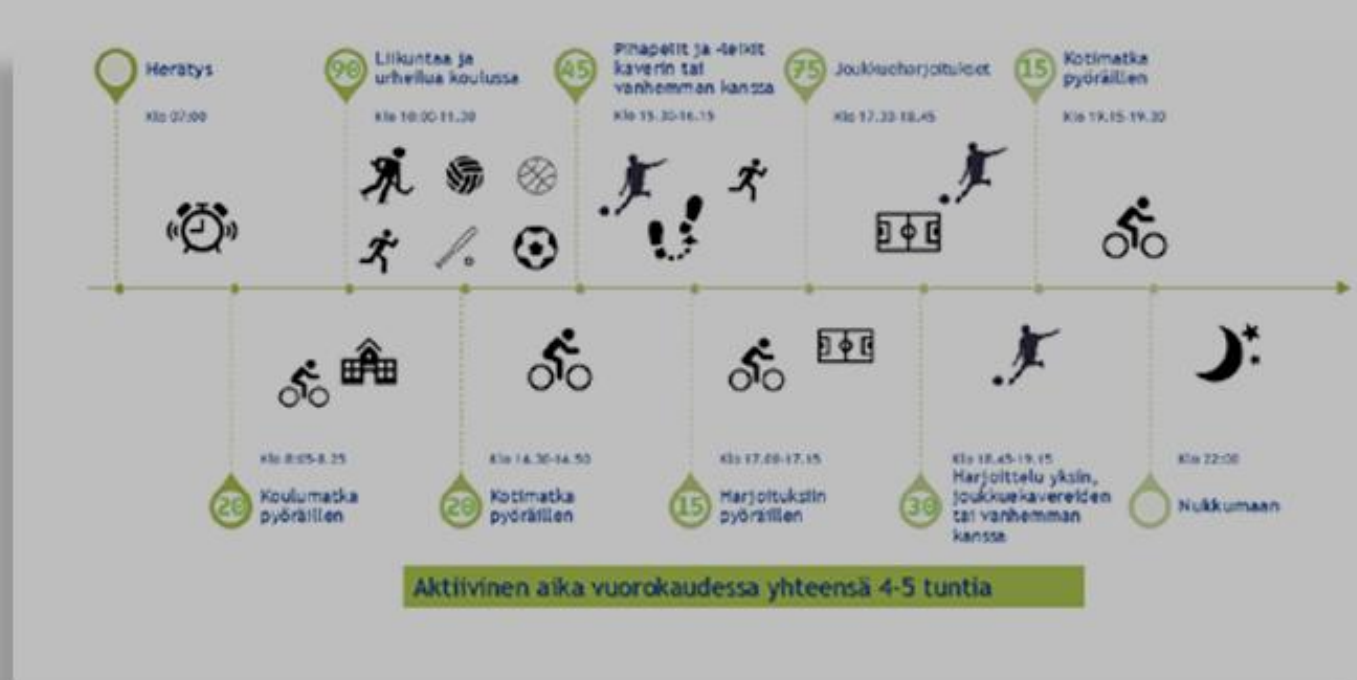 Herätys
Klo 07:00
90
Liikuntaa ja
urheilua koulussa
Klo 10:00-11.30
45
Pihapelit ja -leikit
kaverin tai
vanhemman kanssa
Klo 15.30-16.15
75
Joukkueharjoitukset
Klo 17.30-18.45
15
Kotimatka
pyöräillen
Klo 19.15-19.30
Klo 8:05-8.25
20
Koulumatka
pyöräillen
Klo 14.30-14.50
20
Kotimatka
pyöräillen
Klo 17.00-17.15
15
Harjoituksiin
pyöräillen
Klo 18.45-19.15
30
Harjoittelu yksin,
joukkuekavereiden
tai vanhemman
kanssa
Klo 22:00
Nukkumaan
Aktiivinen aika vuorokaudessa yhteensä 4-5 tuntia